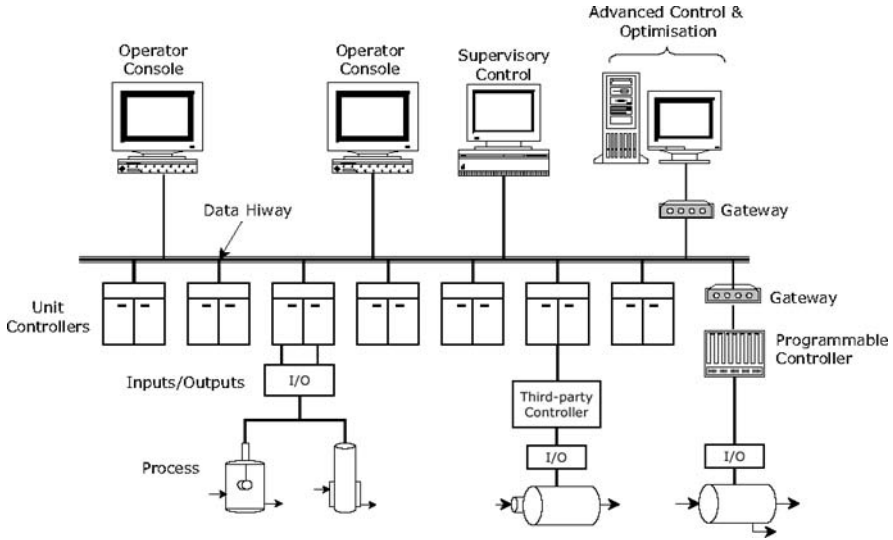 Advanced Control &
Optimisation
Operator
Console
Operator
Console
Supervisory
Control
Data Hiway
Gateway
Unit
Controllers
Gateway
Programmable
Controller
Inputs/Outputs
I/O
Third-party
Controller
Process
I/O
I/O